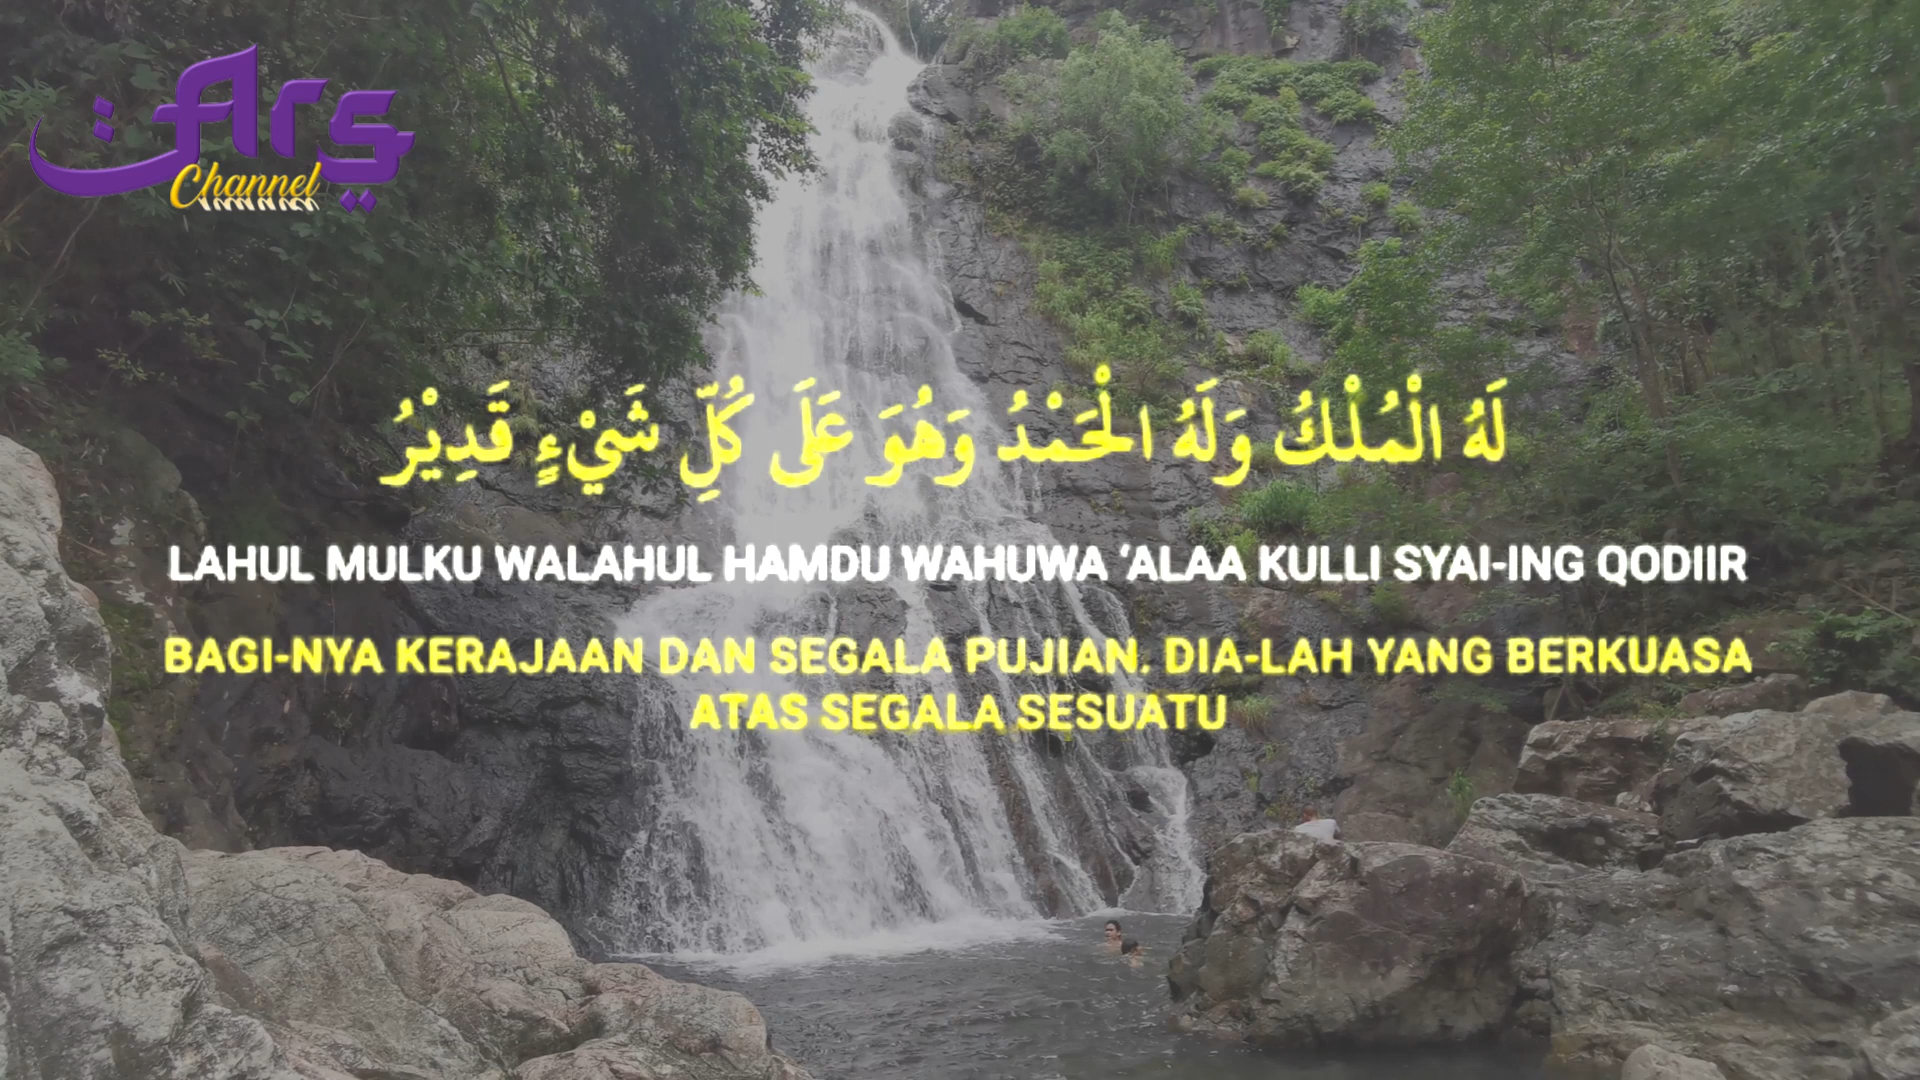 Ars
Channel
لَهُ الْمُلْكُ وَلَهُ الْحَمْدُ وَهُوَ عَلَى كُلِّ شَيْءٍ قَدِيْرُ
LAHUL MULKU WALAHUL HAMDU WAHUWA ‘ALAA KULLI SYAI-ING QODIIR
BAGI-NYA KERAJAAN DAN SEGALA PUJIAN. DIA-LAH YANG BERKUASA
ATAS SEGALA SESUATU